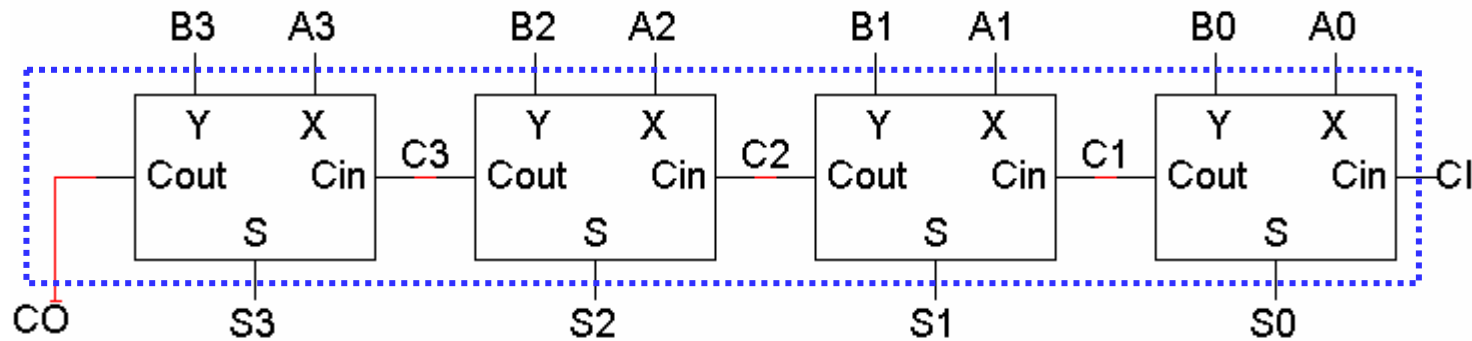 B3 A3 B2 A2 B1 A1 B0 A0
Y X Y X Y X Y X
C3 C2 C1
Cout Cin Cout Cin Cout Cin Cout Cin CI
S S S S
CO S3 S2 S1 S0